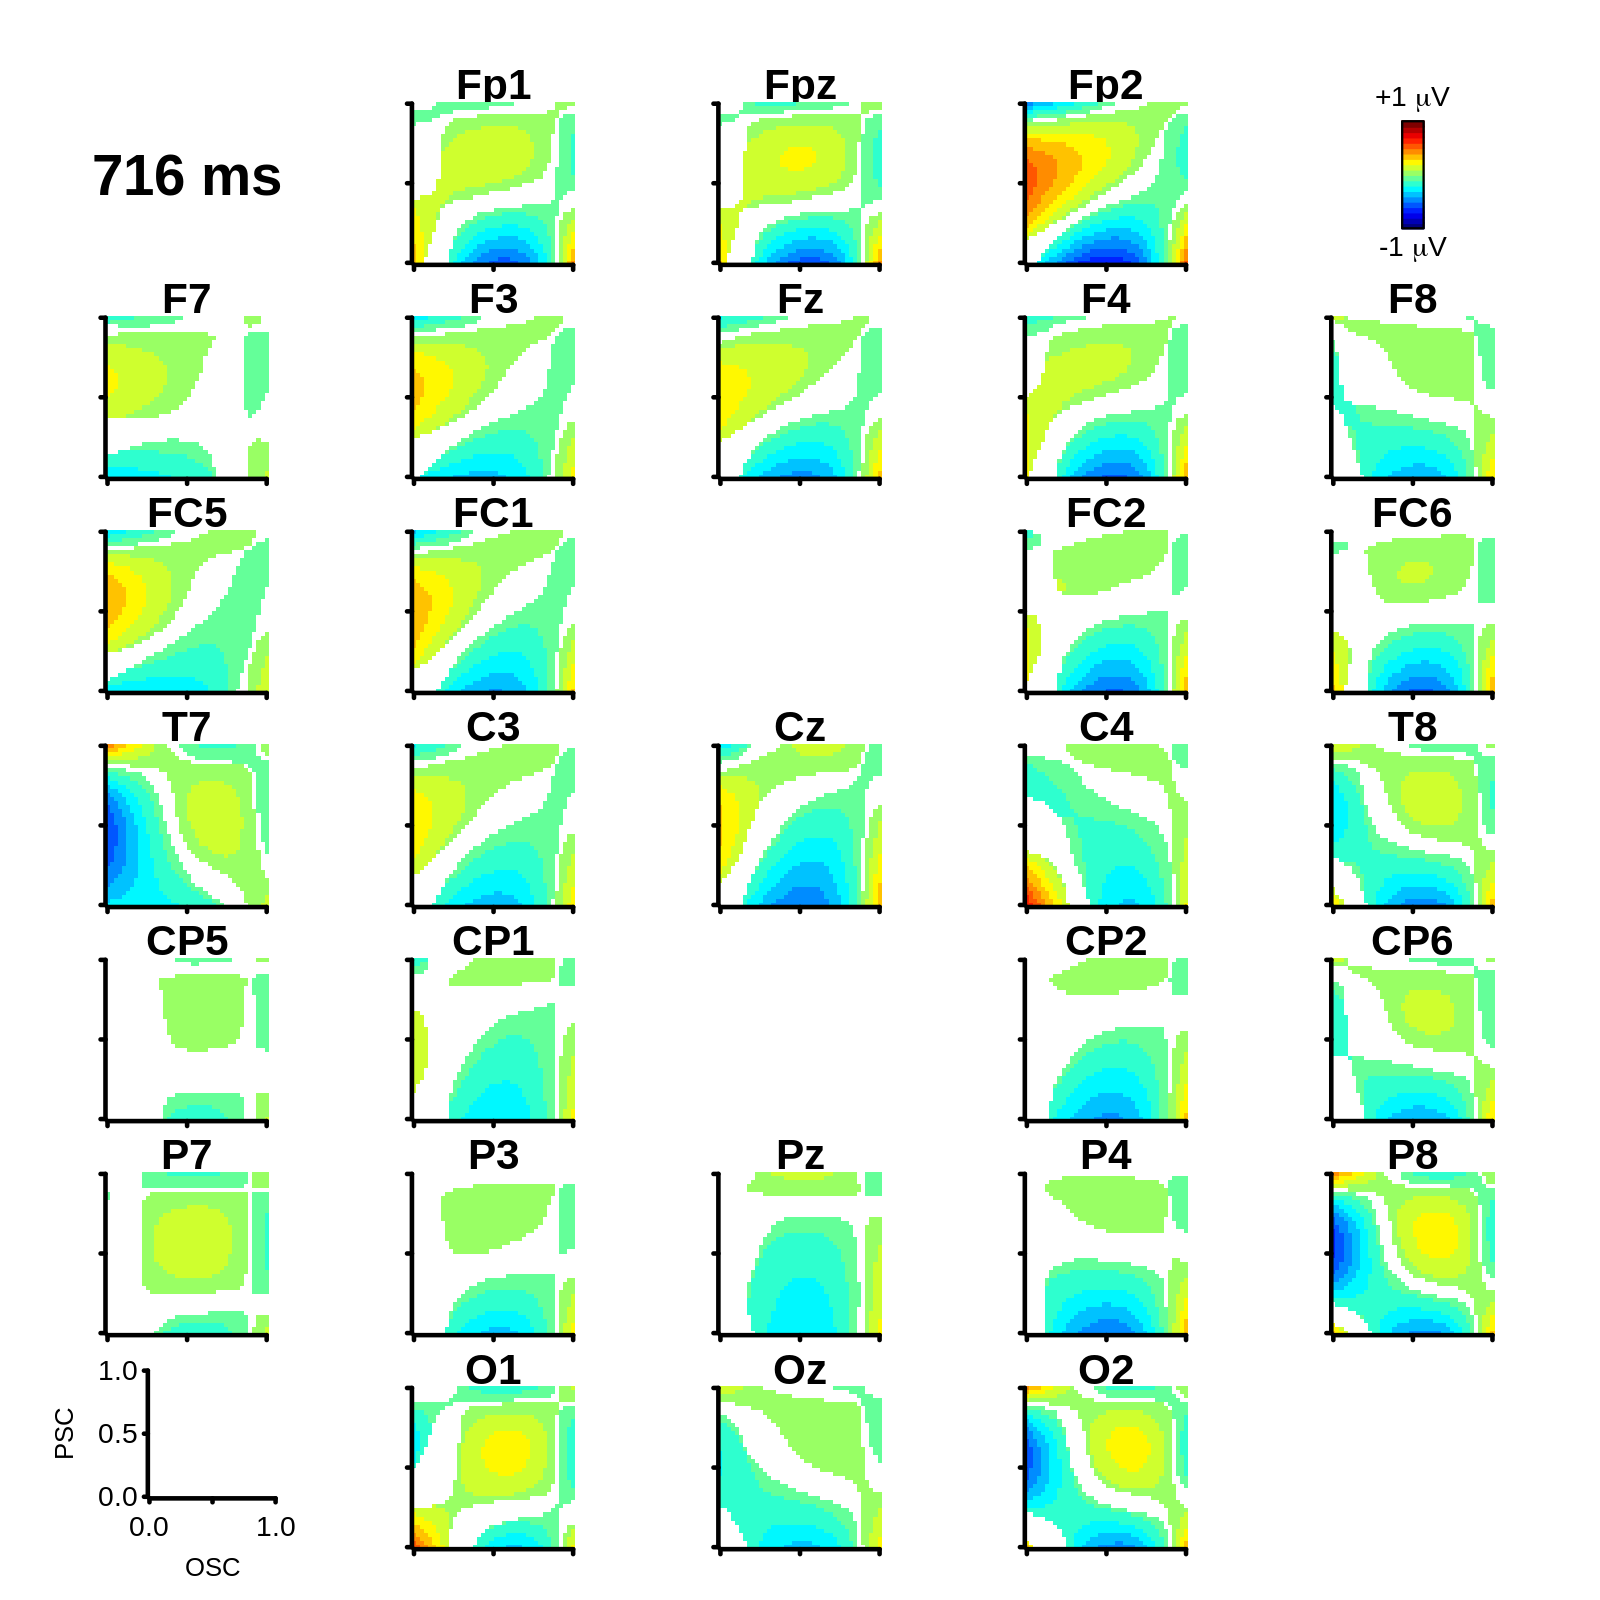 Fp1 Fpz Fp2
+1 μV
716 ms
-1 μV
F7 F3 Fz F4 F8
FC5 FC1 FC2 FC6
T7 C3 Cz C4 T8
CP5 CP1 CP2 CP6
P7 P3 Pz P4 P8
O1 Oz O2
1.0
PSC
0.5
0.0
0.0 1.0
OSC